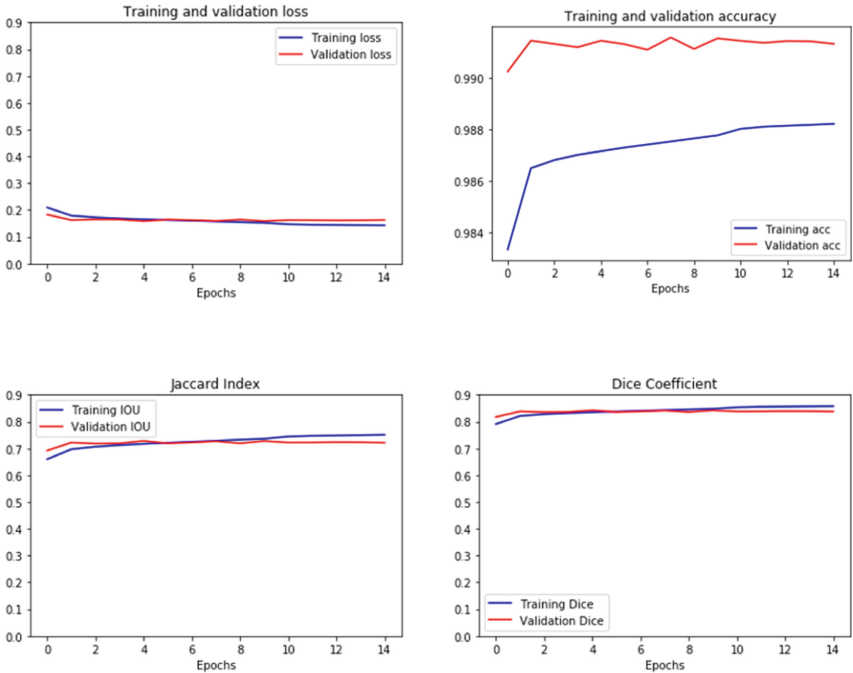 Training and validation loss
0.9
0.8
0.7
0.6
0.5
0.4
0.3
0.2
0.1
0.0
Training loss
Validation loss
0 2 4 6 8 10 12 14
Epochs
Training and validation accuracy
0.990
0.988
0.986
0.984
Training acc
Validation acc
0 2 4 6 8 10 12 14
Epochs
Jaccard Index
0.9
0.8
0.7
0.6
0.5
0.4
0.3
0.2
0.1
0.0
Training IOU
Validation IOU
0 2 4 6 8 10 12 14
Epochs
Dice Coefficient
0.9
0.8
0.7
0.6
0.5
0.4
0.3
0.2
0.1
0.0
Training Dice
Validation Dice
0 2 4 6 8 10 12 14
Epochs